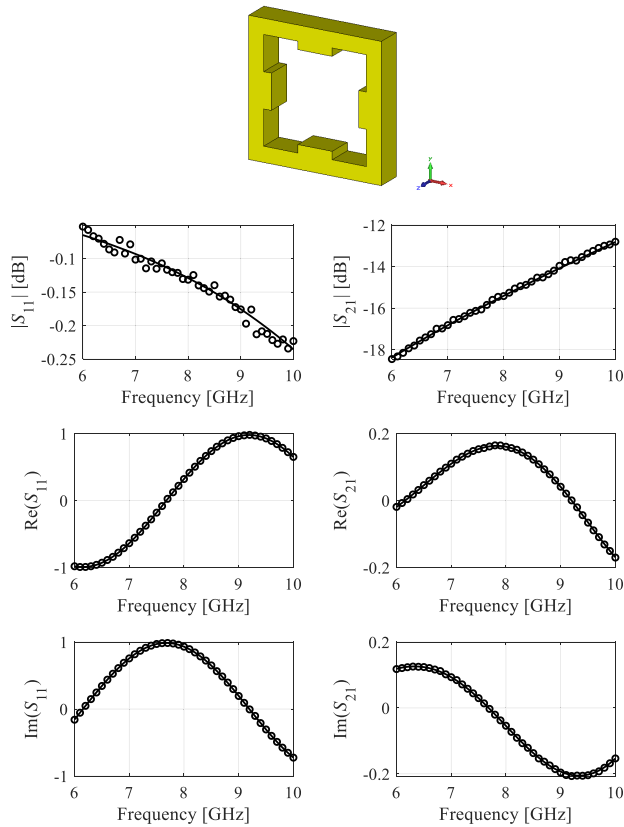 y
z
x
-0.1
-0.15
-0.2
-0.25
6 7 8 9 10
Frequency [GHz]
|S11| [dB]
-12
-14
-16
-18
6 7 8 9 10
Frequency [GHz]
|S21| [dB]
1
0
-1
6 7 8 9 10
Frequency [GHz]
Re(S11)
0.2
0
-0.2
6 7 8 9 10
Frequency [GHz]
Re(S21)
1
0
-1
6 7 8 9 10
Frequency [GHz]
Im(S11)
0.2
0
-0.2
6 7 8 9 10
Frequency [GHz]
Im(S21)